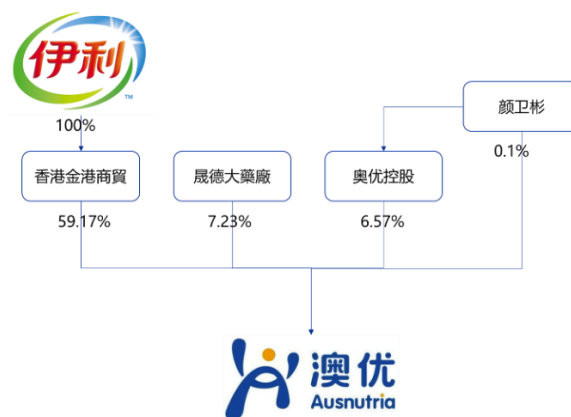 伊利
TM
颜卫彬
100%
0.1%
香港金港商貿
晟德大藥廠
奥优控股
59.17%
7.23%
6.57%
澳优
Ausnutria